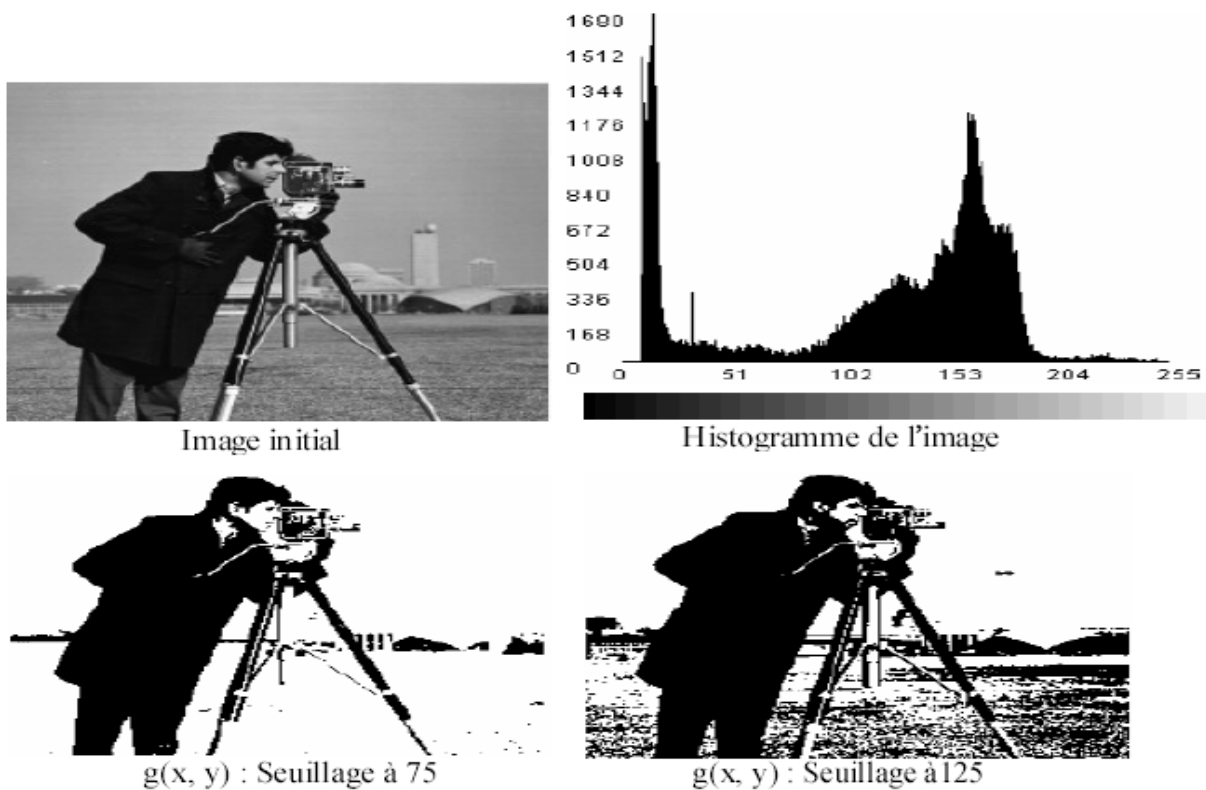 1680
1512
1344
1176
1008
840
672
504
336
168
0
0 51 102 153 204 255
Image initial
Histogramme de l'image
g(x, y) : Seuillage à 75
g(x, y) : Seuillage à125